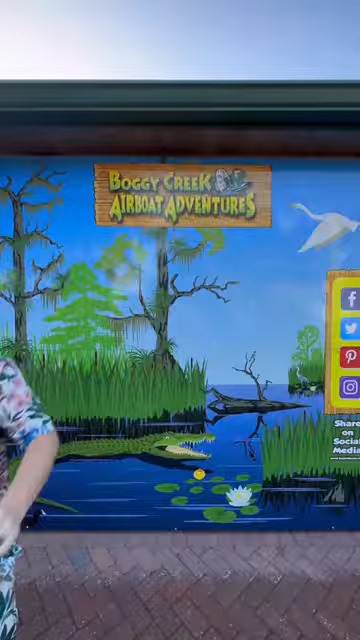 BOGGY CREEK
AIRBOAT ADVENTURES
Share
on
Social
Media